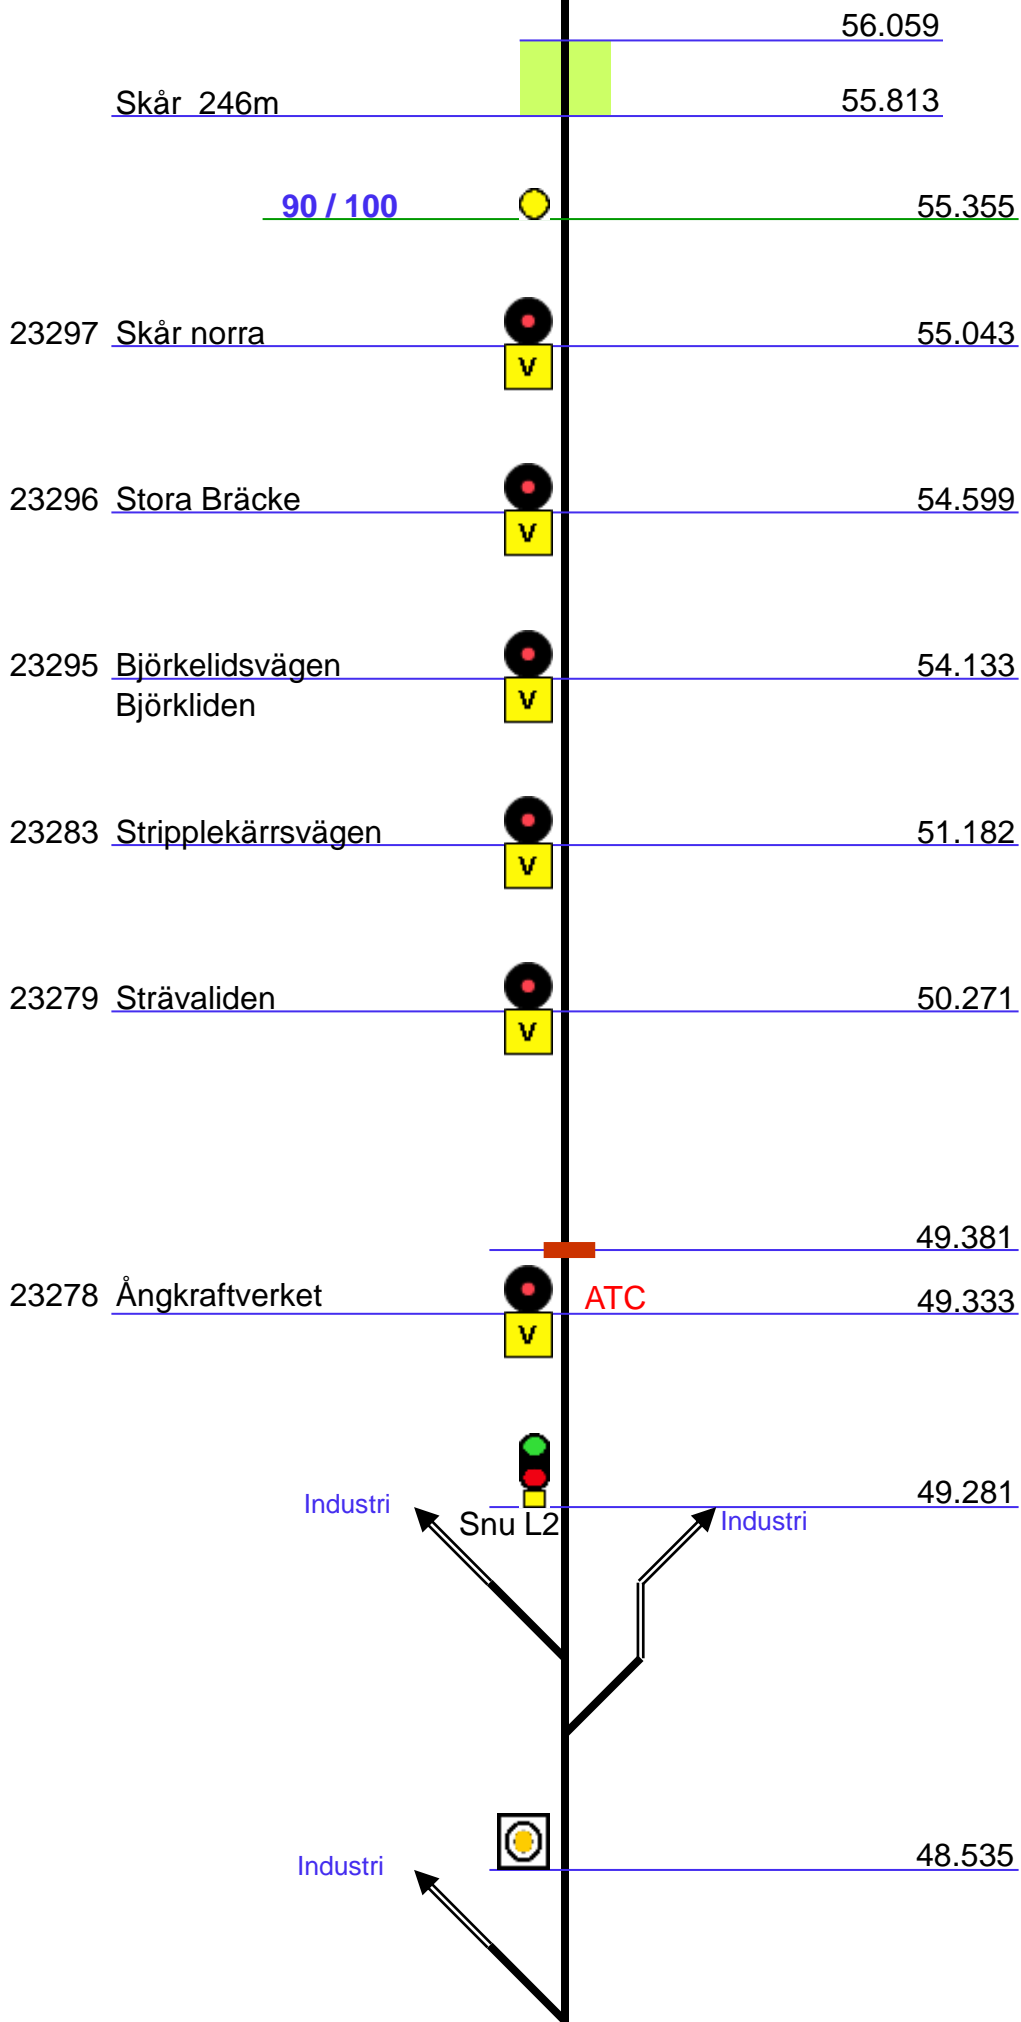 56.059
Skår 246m 55.813
90 / 100 55.355
23297 Skår norra 55.043
V
23296 Stora Bräcke 54.599
V
23295 Björkelidsvägen 54.133
Björkliden V
23283 Stripplekärrsvägen 51.182
V
23279 Strävaliden 50.271
V
49.381
23278 Ångkraftverket ATC 49.333
V
49.281
Industri Snu L2 Industri
48.535
Industri